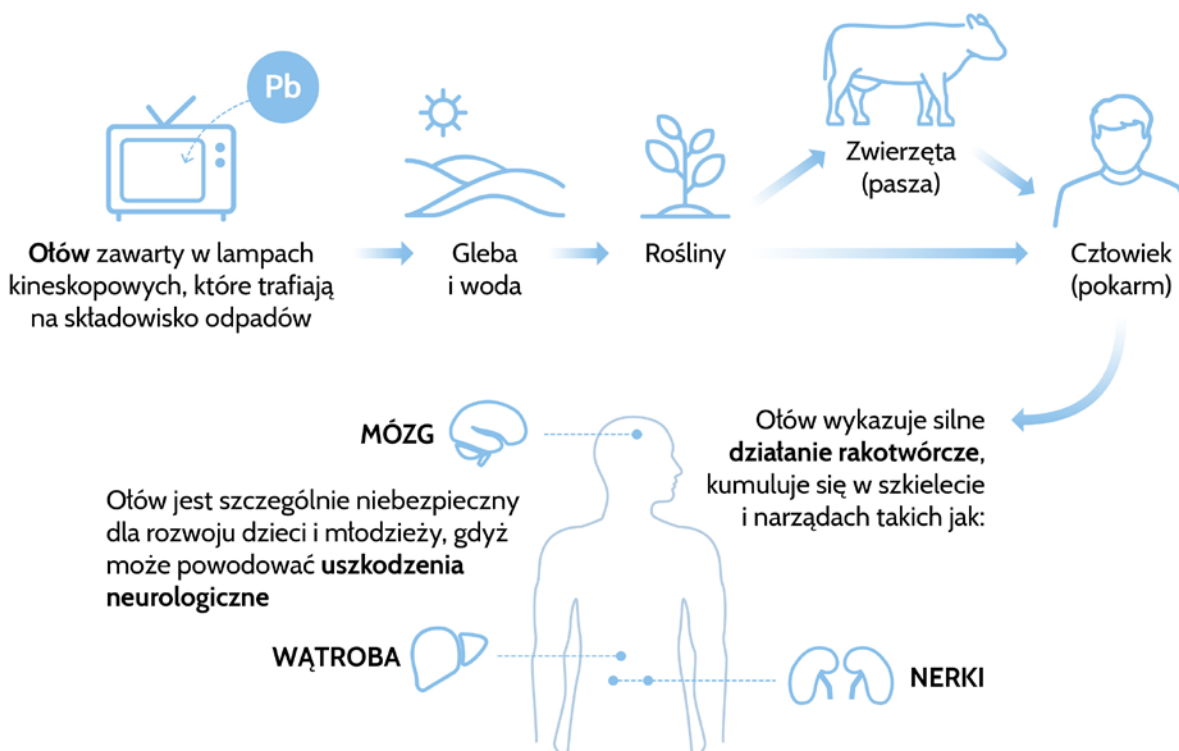 Pb
Ołów zawarty w lampach
kineskopowych, które trafiają
na składowisko odpadów
Gleba
i woda
Rośliny
Zwierzęta
(pasza)
Człowiek
(pokarm)
Ołów wykazuje silne
działanie rakotwórcze,
kumuluje się w szkielecie
i narządach takich jak:
MÓZG
Ołów jest szczególnie niebezpieczny
dla rozwoju dzieci i młodzieży, gdyż
może powodować uszkodzenia
neurologiczne
WĄTROBA
NERKI